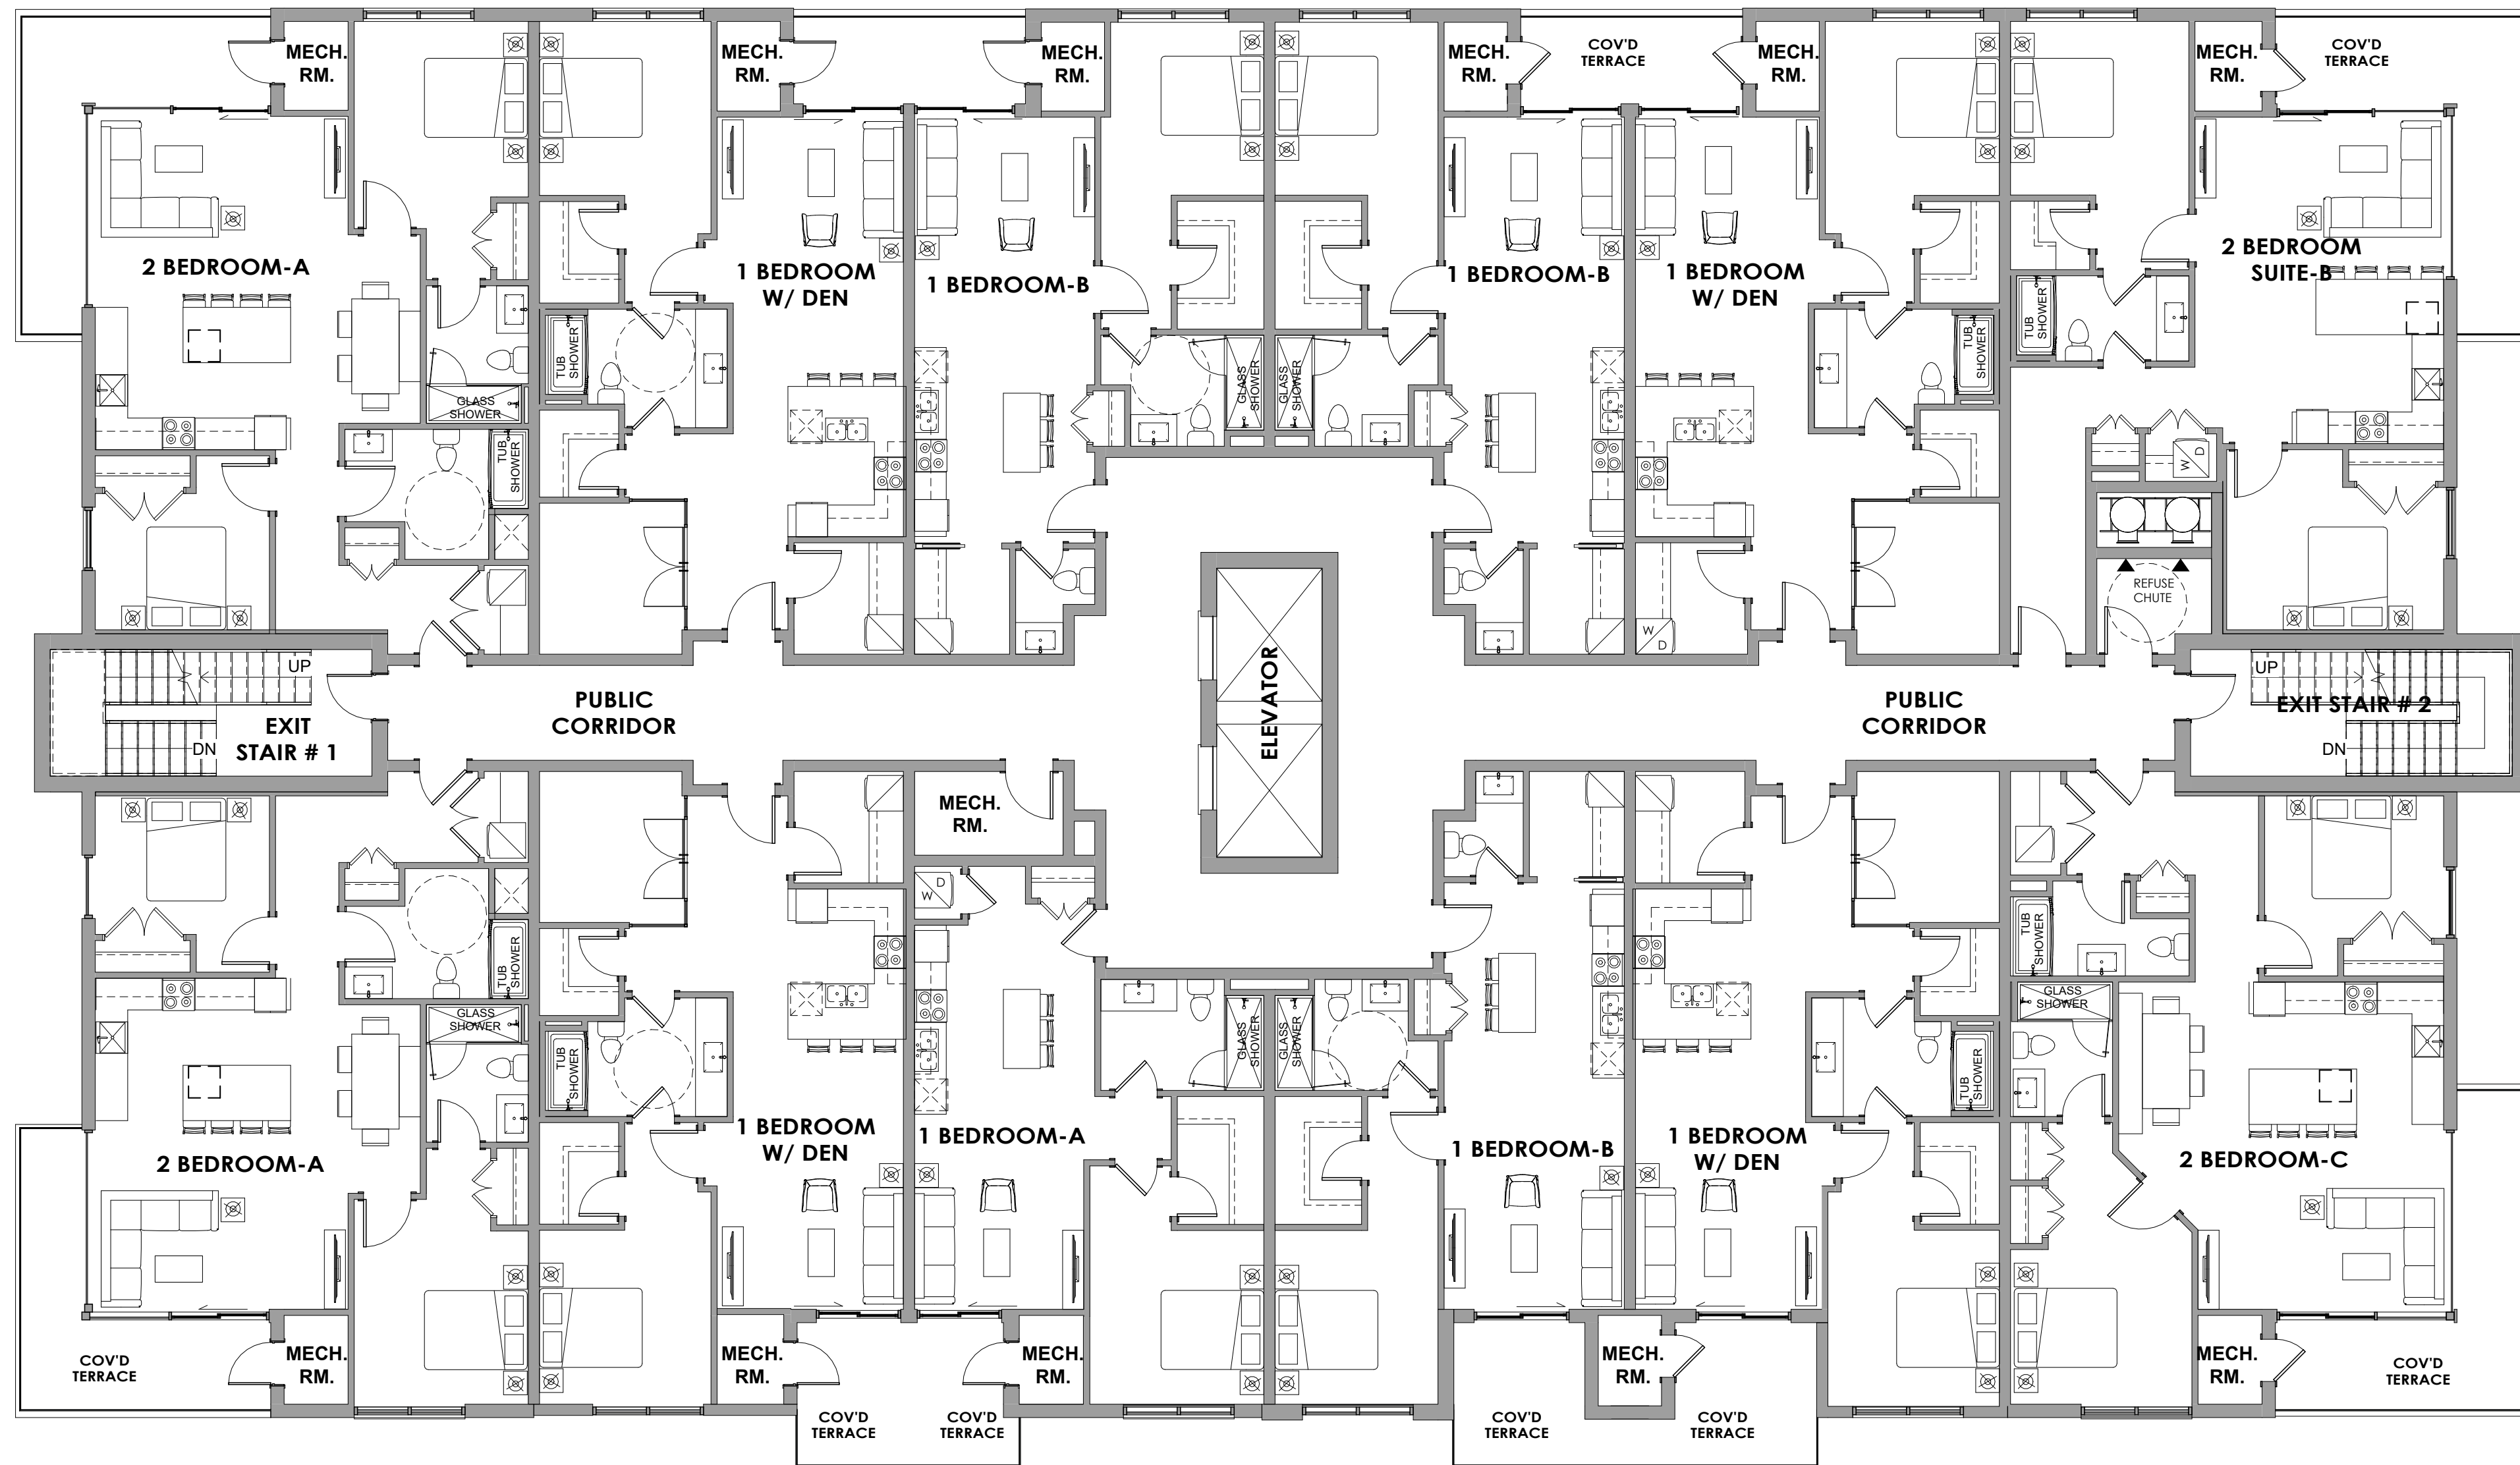 MECH.
RM.
MECH.
RM.
MECH.
RM.
MECH.
RM.
COV'D
TERRACE
MECH.
RM.
MECH.
RM.
COV'D
TERRACE
2 BEDROOM-A
1 BEDROOM
W/ DEN
1 BEDROOM-B
1 BEDROOM-B
1 BEDROOM
W/ DEN
2 BEDROOM
SUITE-B
TUB
SHOWER
GLASS
SHOWER
GLASS
SHOWER
TUB
SHOWER
TUB
SHOWER
GLASS
SHOWER
TUB
SHOWER
W
D
REFUSE
CHUTE
W
D
UP
EXIT
STAIR # 1
DN
PUBLIC
CORRIDOR
ELEVATOR
PUBLIC
CORRIDOR
UP
EXIT STAIR # 2
DN
MECH.
RM.
D
W
TUB
SHOWER
TUB
SHOWER
GLASS
SHOWER
GLASS
SHOWER
GLASS
SHOWER
GLASS
SHOWER
TUB
SHOWER
TUB
SHOWER
2 BEDROOM-A
1 BEDROOM
W/ DEN
1 BEDROOM-A
1 BEDROOM-B
1 BEDROOM
W/ DEN
2 BEDROOM-C
COV'D
TERRACE
MECH.
RM.
MECH.
RM.
MECH.
RM.
MECH.
RM.
MECH.
RM.
COV'D
TERRACE
COV'D
TERRACE
COV'D
TERRACE
COV'D
TERRACE
COV'D
TERRACE